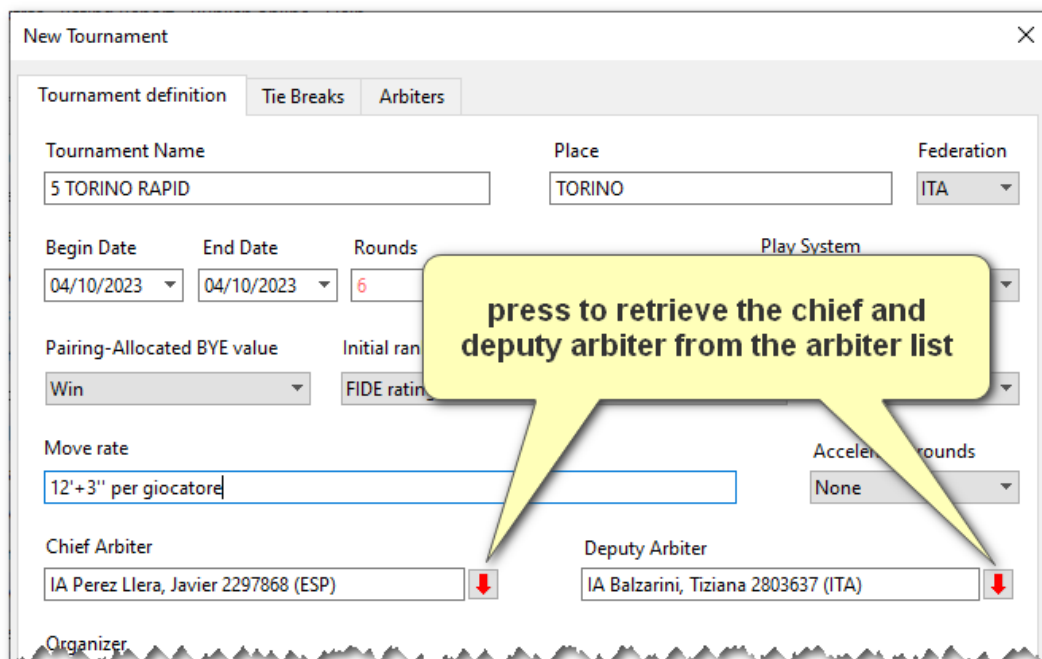 New Tournament
Tournament definition
Tie Breaks
Arbiters
Tournament Name
Place
Federation
5 TORINO RAPID
TORINO
ITA
Begin Date
End Date
Rounds
Play System
04/10/2023
04/10/2023
6
press to retrieve the chief and
deputy arbiter from the arbiter list
Pairing-Allocated BYE value
Initial
Win
FIDE
Move rate
12'+3'' per giocatore
None
Chief Arbiter
Deputy Arbiter
IA Perez Llera, Javier 2297868 (ESP)
IA Balzarini, Tiziana 2803637 (ITA)
Organizer